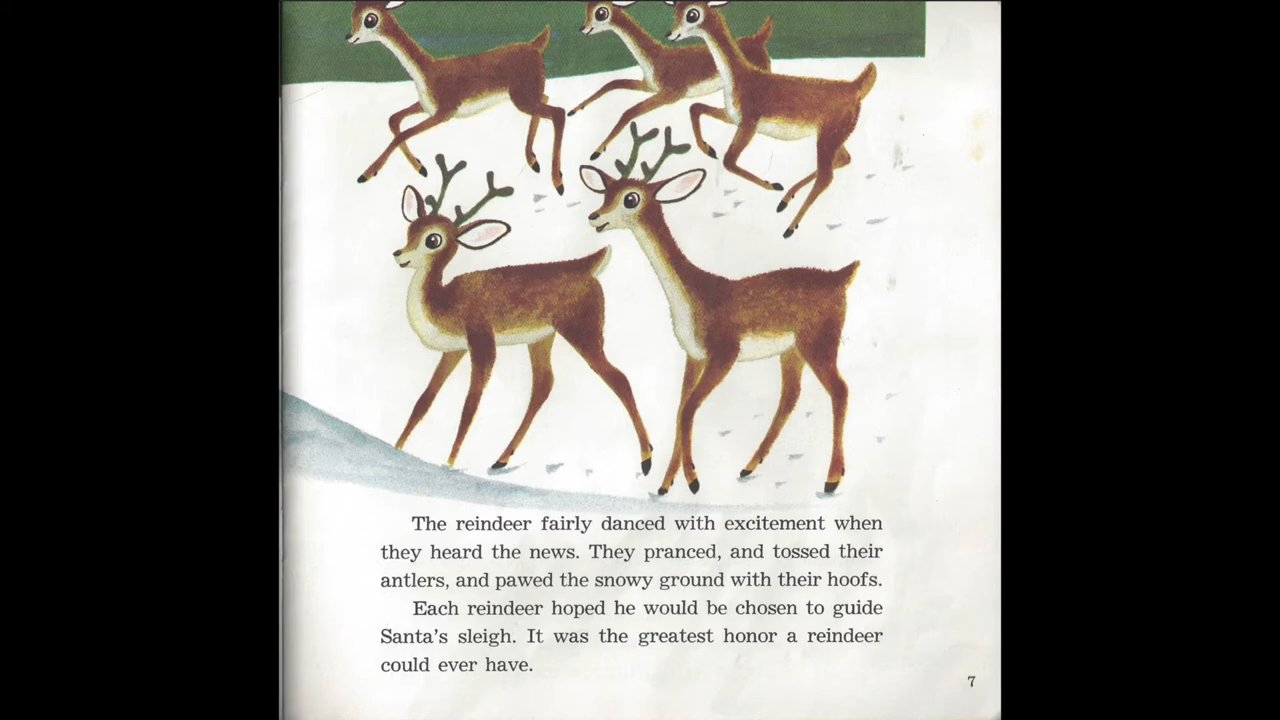 The reindeer fairly danced with excitement when
they heard the news. They pranced, and tossed their
antlers, and pawed the snowy ground with their hoofs.
Each reindeer hoped he would be chosen to guide
Santa's sleigh. It was the greatest honor a reindeer
could ever have.
7